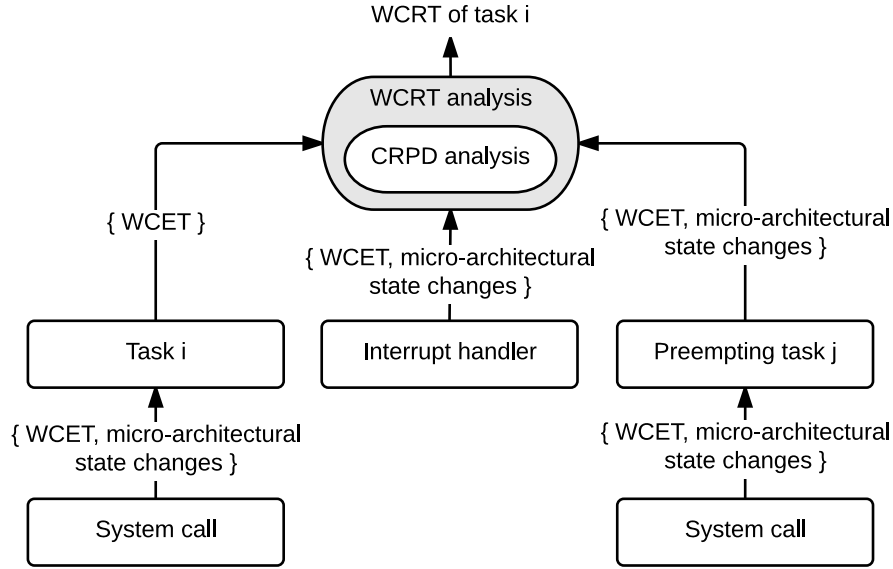 WCRT of task i
WCRT analysis
CRPD analysis
{ WCET }
{ WCET, micro-architectural
state changes }
{ WCET, micro-architectural
state changes }
Task i
Interrupt handler
Preempting task j
{ WCET, micro-architectural
state changes }
{ WCET, micro-architectural
state changes }
System call
System call